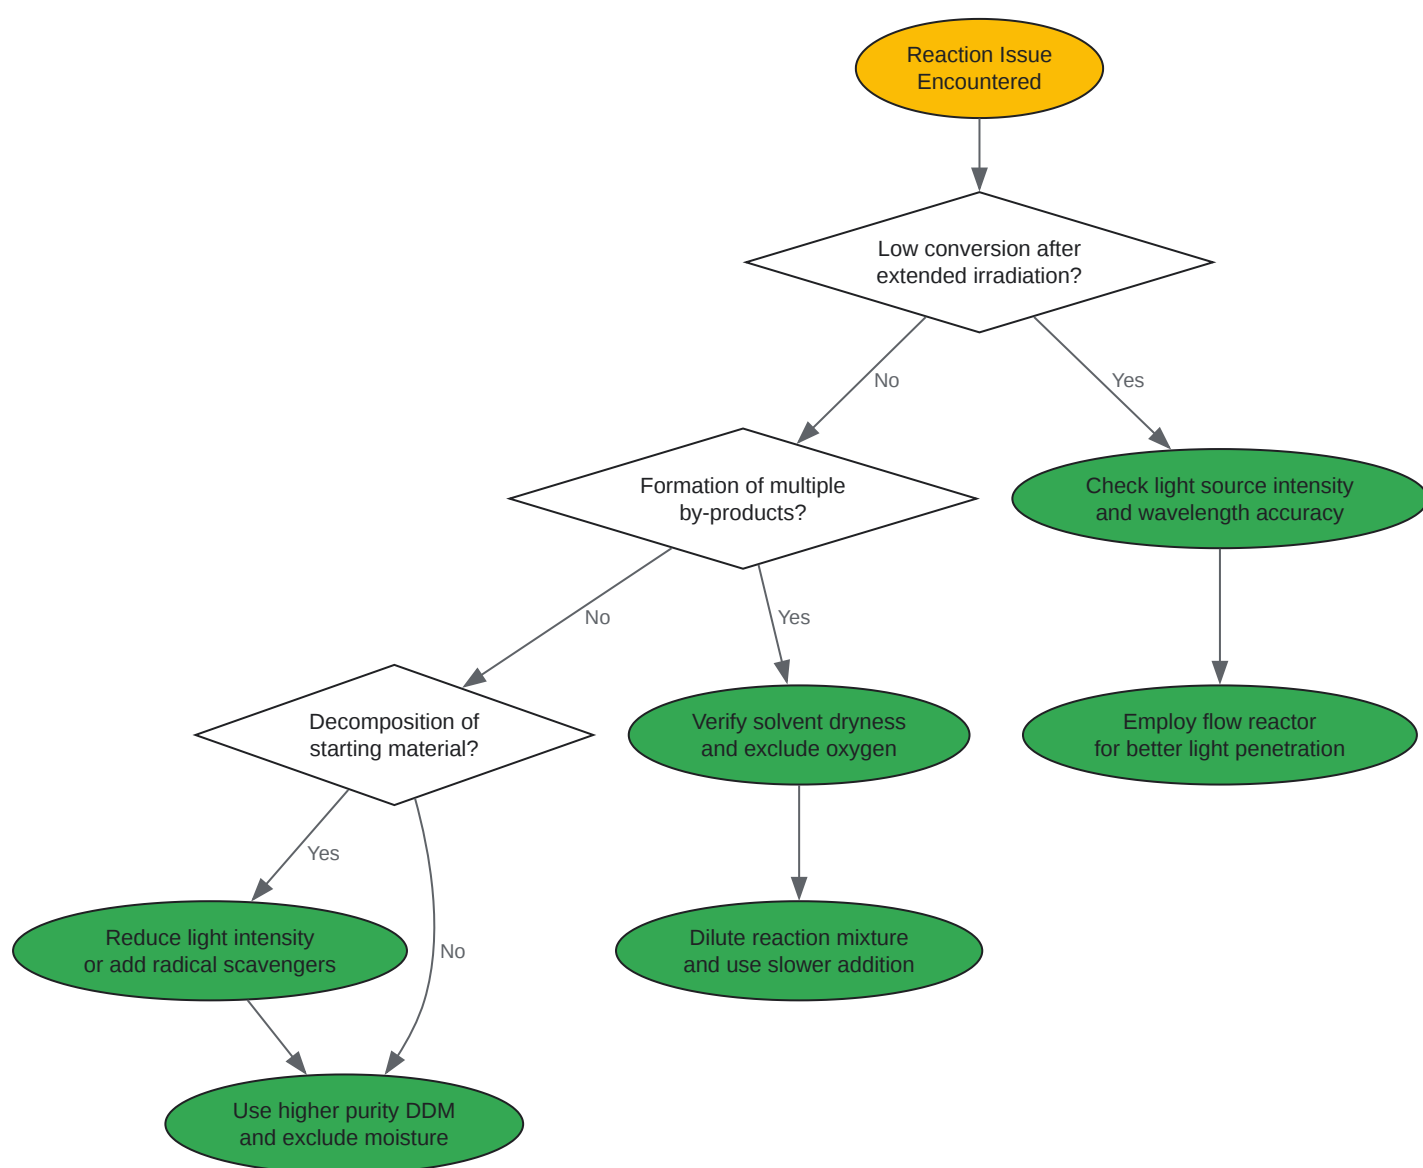 Reaction Issue
Encountered
Low conversion after
extended irradiation?
No
Yes
Formation of multiple
by-products?
Check light source intensity
and wavelength accuracy
No
Yes
Decomposition of
starting material?
Verify solvent dryness
and exclude oxygen
Employ flow reactor
for better light penetration
Yes
No
Reduce light intensity
or add radical scavengers
Dilute reaction mixture
and use slower addition
Use higher purity DDM
and exclude moisture